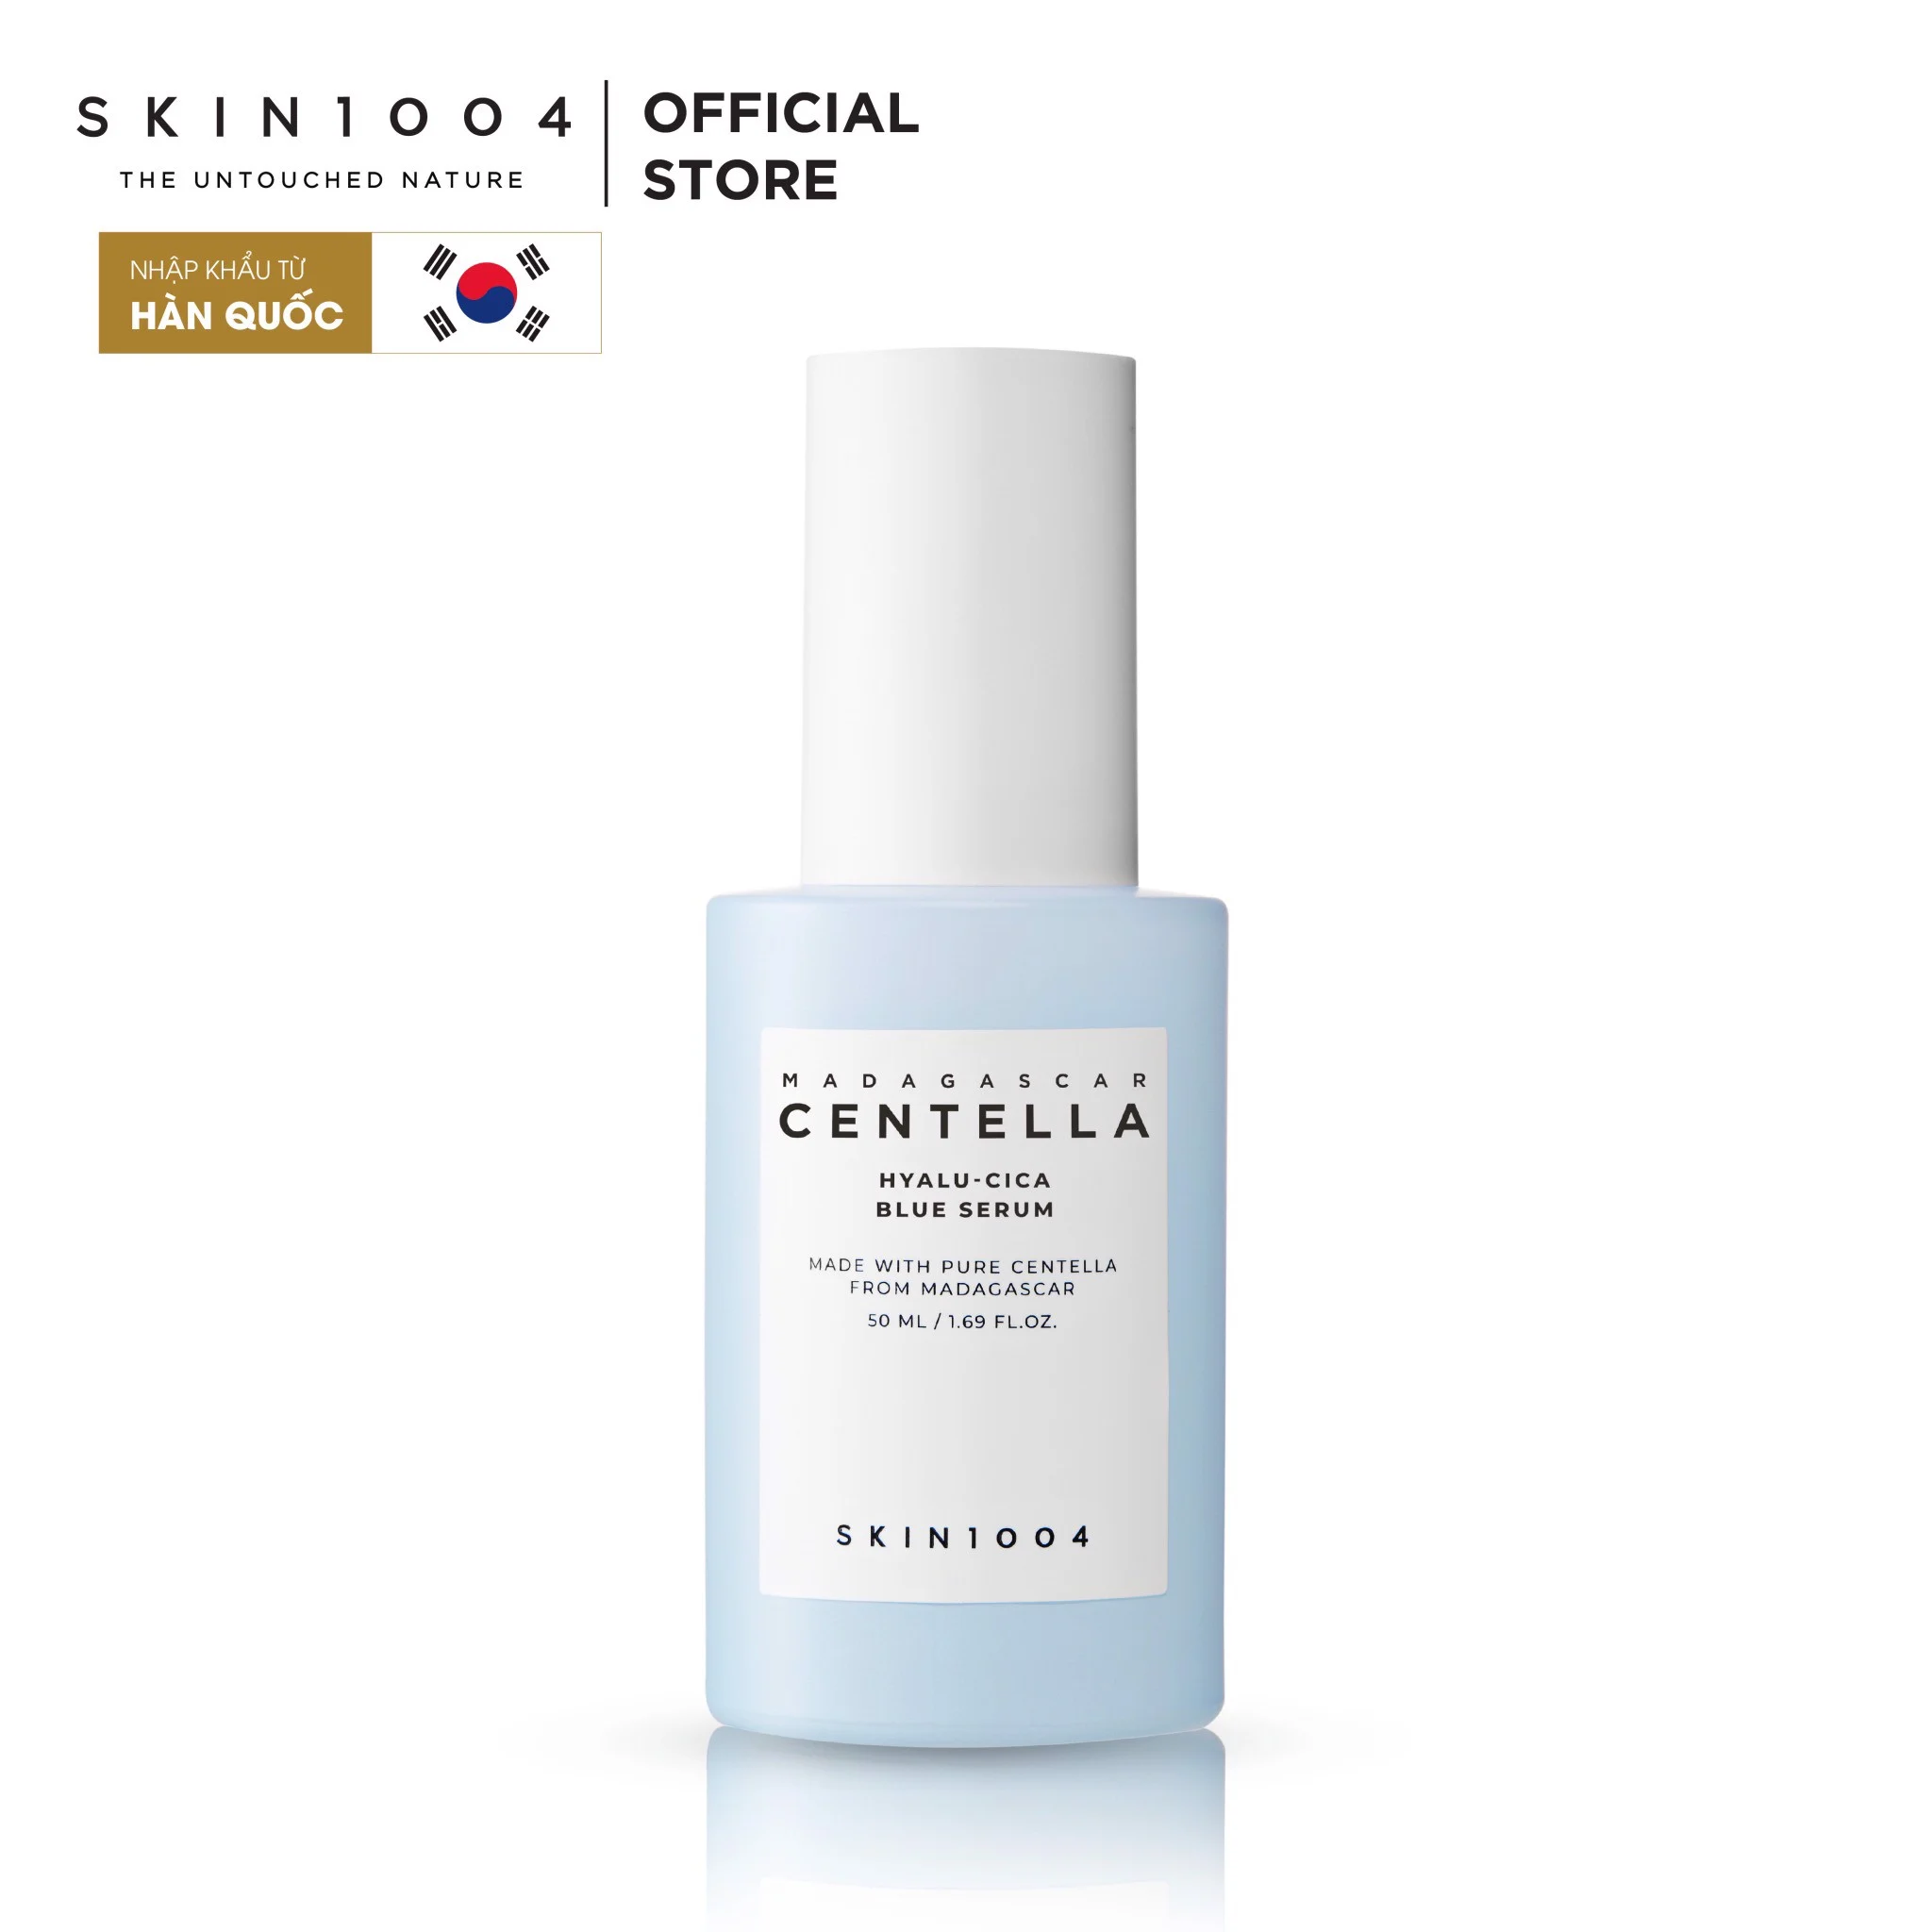 SKIN1004
THE UNTOUCHED NATURE
OFFICIAL
STORE
NHẬP KHẨU TỪ
HÀN QUỐC
MADAGASCAR
CENTELLA
HYALU-CICA
BLUE SERUM
MADE WITH PURE CENTELLA
FROM MADAGASCAR
50 ML / 1.69 FL.OZ.
SKIN1004